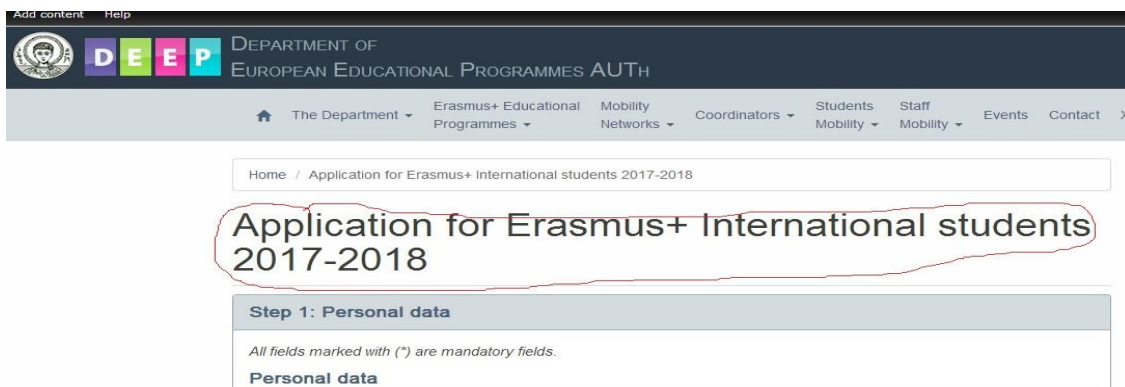 Add content Help
D E E P
DEPARTMENT OF
EUROPEAN EDUCATIONAL PROGRAMMES AUTH
The Department
Erasmus+ Educational
Programmes
Mobility
Networks
Coordinators
Students
Mobility
Staff
Mobility
Events
Contact
Home / Application for Erasmus+ International students 2017-2018
Application for Erasmus+ International students
2017-2018
Step 1: Personal data
All fields marked with (*) are mandatory fields.
Personal data